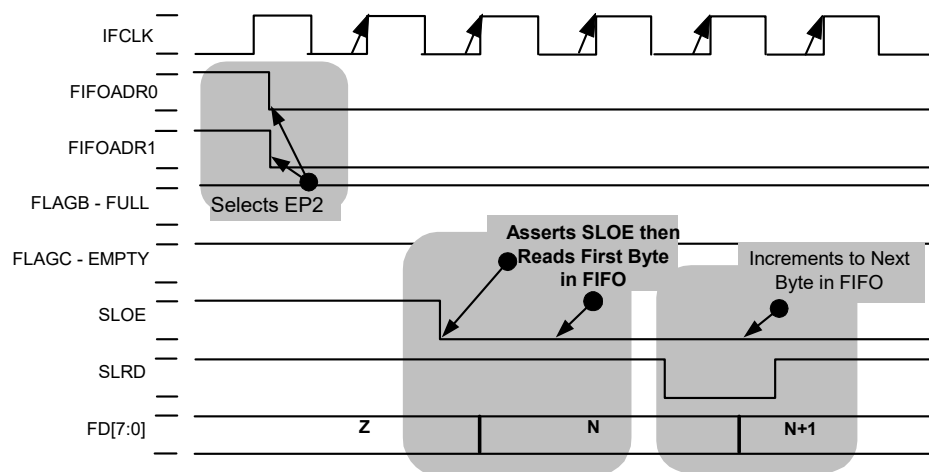 IFCLK
FIFOADR0
FIFOADR1
FLAGB - FULL
Selects EP2
FLAGC - EMPTY
Asserts SLOE then
Reads First Byte
in FIFO
Increments to Next
Byte in FIFO
SLOE
SLRD
FD[7:0]
Z
N
N+1